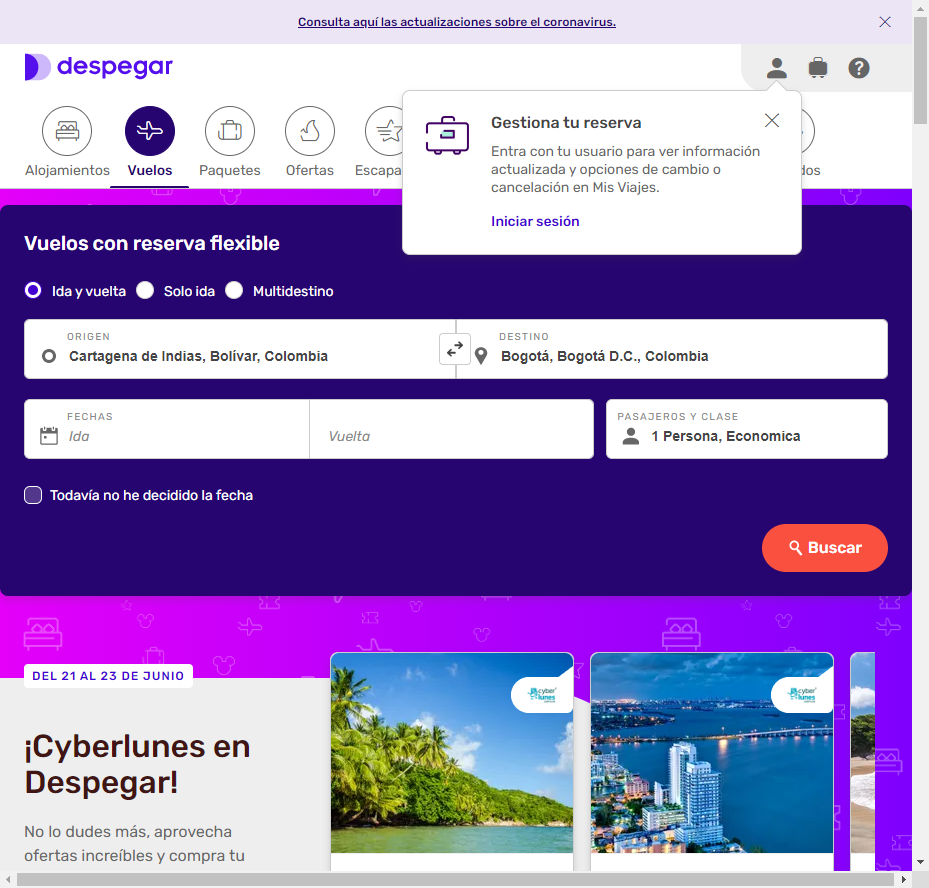 Consulta aquí las actualizaciones sobre el coronavirus.
despegar
Alojamientos
Vuelos
Paquetes
Ofertas
Escapa
dos
Gestiona tu reserva
Entra con tu usuario para ver información
actualizada y opciones de cambio o
cancelación en Mis Viajes.
Iniciar sesión
Vuelos con reserva flexible
Ida y vuelta
Solo ida
Multidestino
ORIGEN
Cartagena de Indias, Bolívar, Colombia
DESTINO
Bogotá, Bogotá D.C., Colombia
FECHAS
Ida
Vuelta
PASAJEROS Y CLASE
1 Persona, Economica
Todavía no he decidido la fecha
Buscar
DEL 21 AL 23 DE JUNIO
¡Cyberlunes en
Despegar!
No lo dudes más, aprovecha
ofertas increíbles y compra tu
cyber
lunes
cyber
lunes